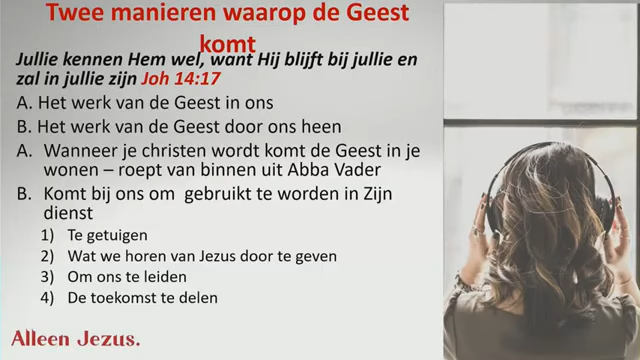 Twee manieren waarop de Geest
komt
Jullie kennen Hem wel, want Hij blijft bij jullie en
zal in jullie zijn Joh 14:17
A. Het werk van de Geest in ons
B. Het werk van de Geest door ons heen
A. Wanneer je christen wordt komt de Geest in je
wonen – roept van binnen uit Abba Vader
B. Komt bij ons om gebruikt te worden in Zijn
dienst
1) Te getuigen
2) Wat we horen van Jezus door te geven
3) Om ons te leiden
4) De toekomst te delen
Alleen Jezus.